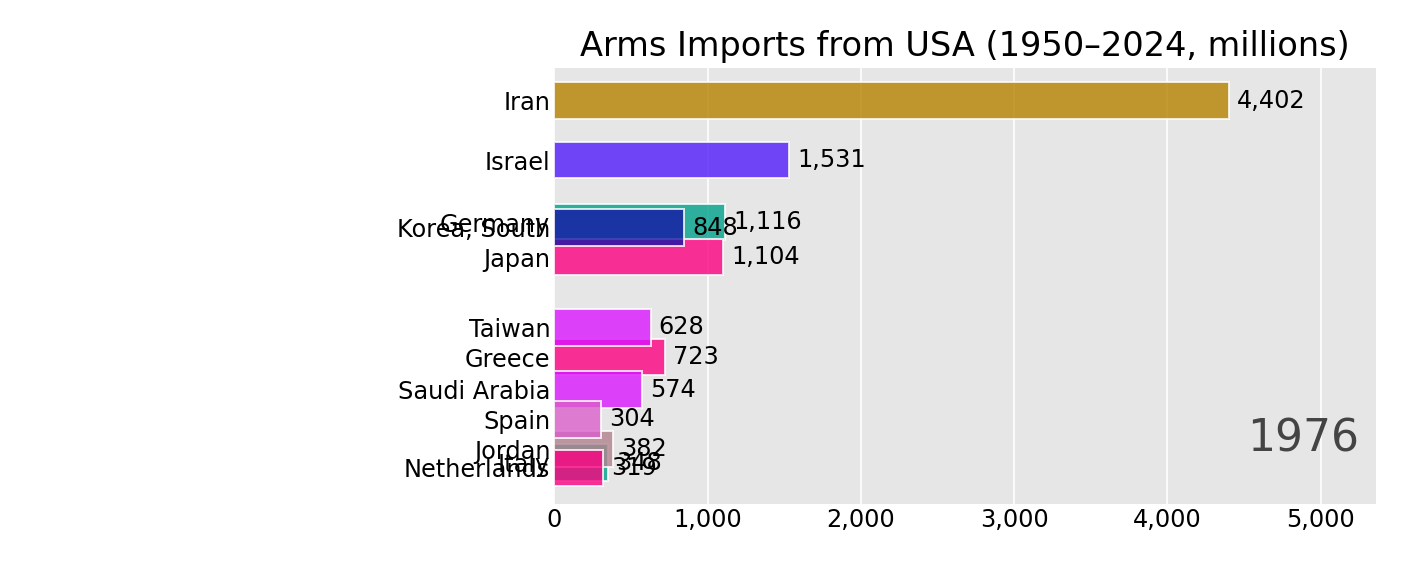 Arms Imports from USA (1950–2024, millions)
Iran 4,402
Israel 1,531
Germany 1,116
Korea, South 848
Japan 1,104
Taiwan 628
Greece 723
Saudi Arabia 574
Spain 304
Jordan 382
Italy 348
Netherlands 319
1976
0 1,000 2,000 3,000 4,000 5,000